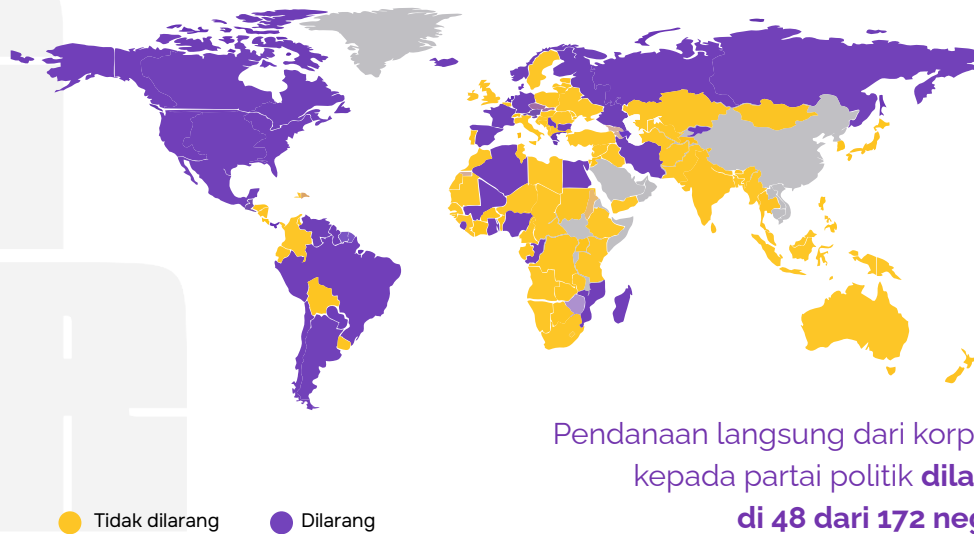 Pendanaan langsung dari korp
kepada partai politik dila
di 48 dari 172 neg
Tidak dilarang
Dilarang